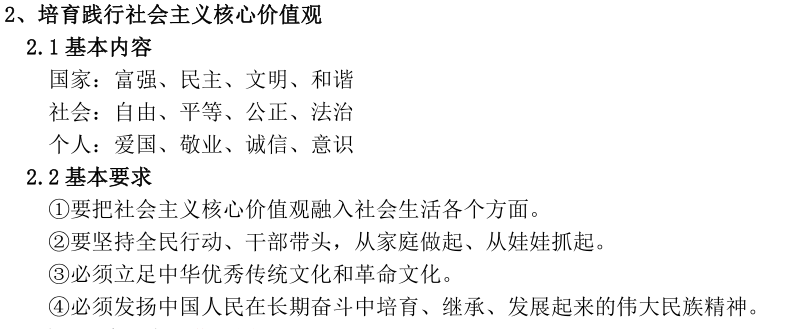 2、培育践行社会主义核心价值观
2.1 基本内容
国家：富强、民主、文明、和谐
社会：自由、平等、公正、法治
个人：爱国、敬业、诚信、意识
2.2 基本要求
①要把社会主义核心价值观融入社会生活各个方面。
②要坚持全民行动、干部带头，从家庭做起、从娃娃抓起。
③必须立足中华优秀传统文化和革命文化。
④必须发扬中国人民在长期奋斗中培育、继承、发展起来的伟大民族精神。